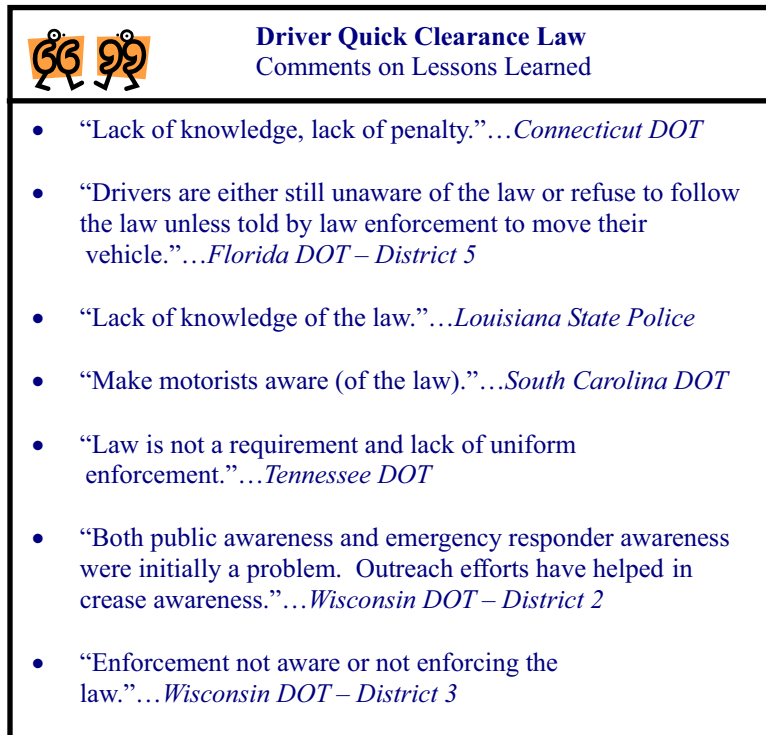 66 99
Driver Quick Clearance Law
Comments on Lessons Learned
• “Lack of knowledge, lack of penalty.”…Connecticut DOT
• “Drivers are either still unaware of the law or refuse to follow
the law unless told by law enforcement to move their
vehicle.”…Florida DOT – District 5
• “Lack of knowledge of the law.”…Louisiana State Police
• “Make motorists aware (of the law).”…South Carolina DOT
• “Law is not a requirement and lack of uniform
enforcement.”…Tennessee DOT
• “Both public awareness and emergency responder awareness
were initially a problem.  Outreach efforts have helped in
crease awareness.”…Wisconsin DOT – District 2
• “Enforcement not aware or not enforcing the
law.”…Wisconsin DOT – District 3